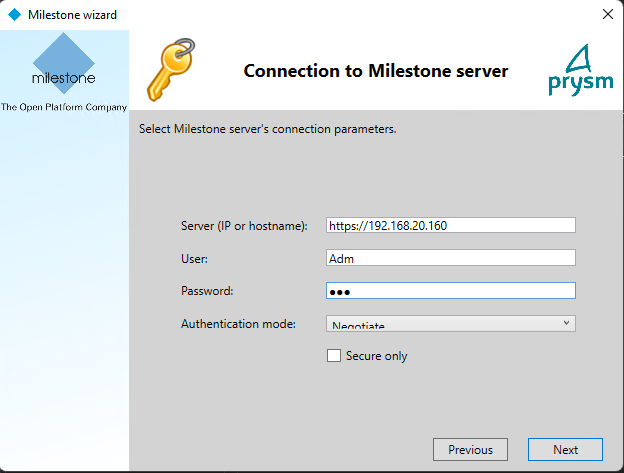 Milestone wizard
milestone
The Open Platform Company
Connection to Milestone server
prysm
Select Milestone server's connection parameters.
Server (IP or hostname): https://192.168.20.160
User: Adm
Password: ●●●
Authentication mode: Negotiate
Secure only
Previous Next